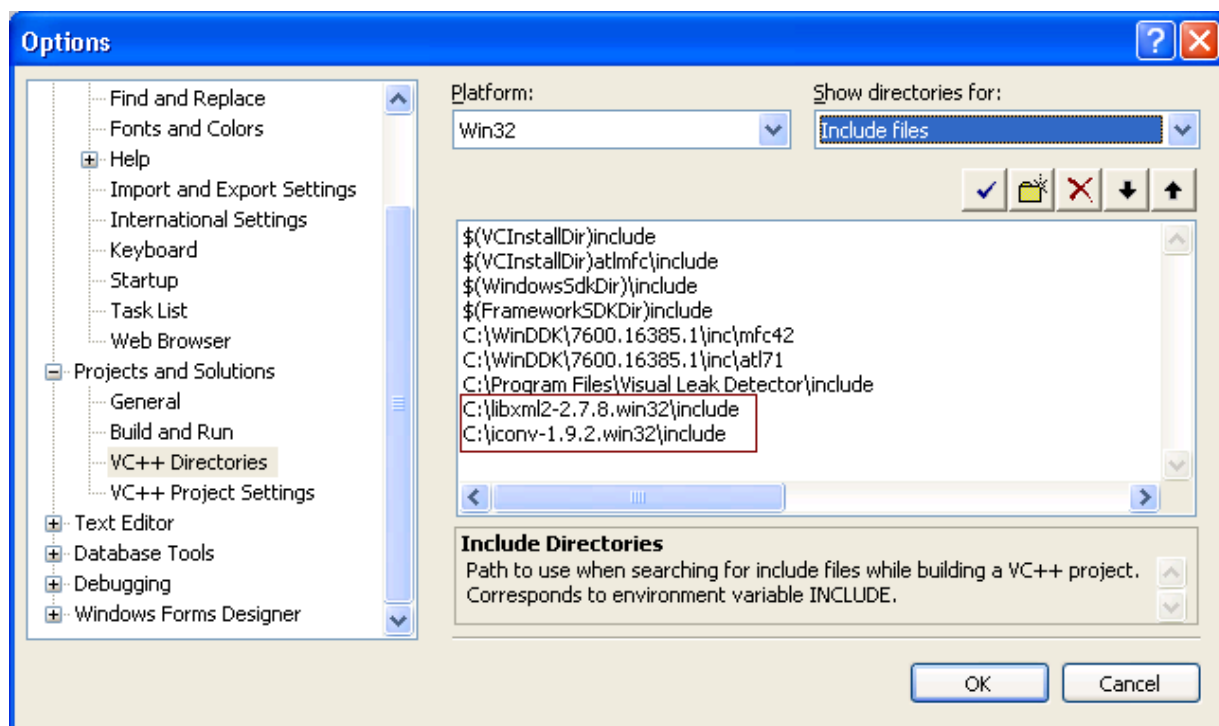 Options
Find and Replace
Fonts and Colors
Help
Import and Export Settings
International Settings
Keyboard
Startup
Task List
Web Browser
Projects and Solutions
General
Build and Run
VC++ Directories
VC++ Project Settings
Text Editor
Database Tools
Debugging
Windows Forms Designer
Platform:
Win32
Show directories for:
Include files
$(VCInstallDir)include
$(VCInstallDir)atlmfc\include
$(WindowsSdkDir)\include
$(FrameworkSDKDir)include
C:\WinDDK\7600.16385.1\inc\mfc42
C:\WinDDK\7600.16385.1\inc\atl71
C:\Program Files\Visual Leak Detector\include
C:\libxml2-2.7.8.win32\include
C:\iconv-1.9.2.win32\include
Include Directories
Path to use when searching for include files while building a VC++ project.
Corresponds to environment variable INCLUDE.
OK
Cancel